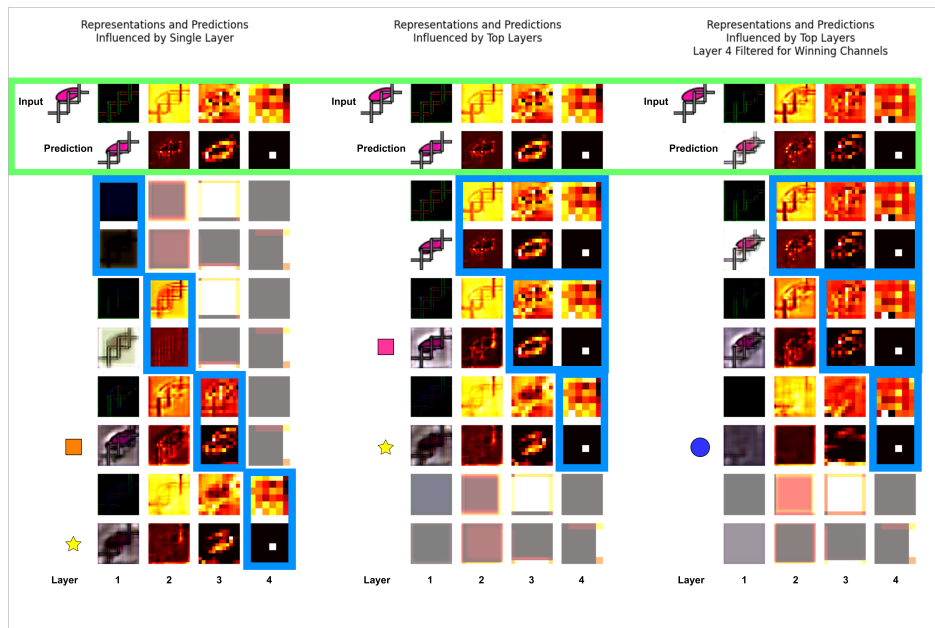 Representations and Predictions
Influenced by Single Layer
Representations and Predictions
Influenced by Top Layers
Representations and Predictions
Influenced by Top Layers
Layer 4 Filtered for Winning Channels
Input
Input
Input
Prediction
Prediction
Prediction
Layer 1 2 3 4
Layer 1 2 3 4
Layer 1 2 3 4